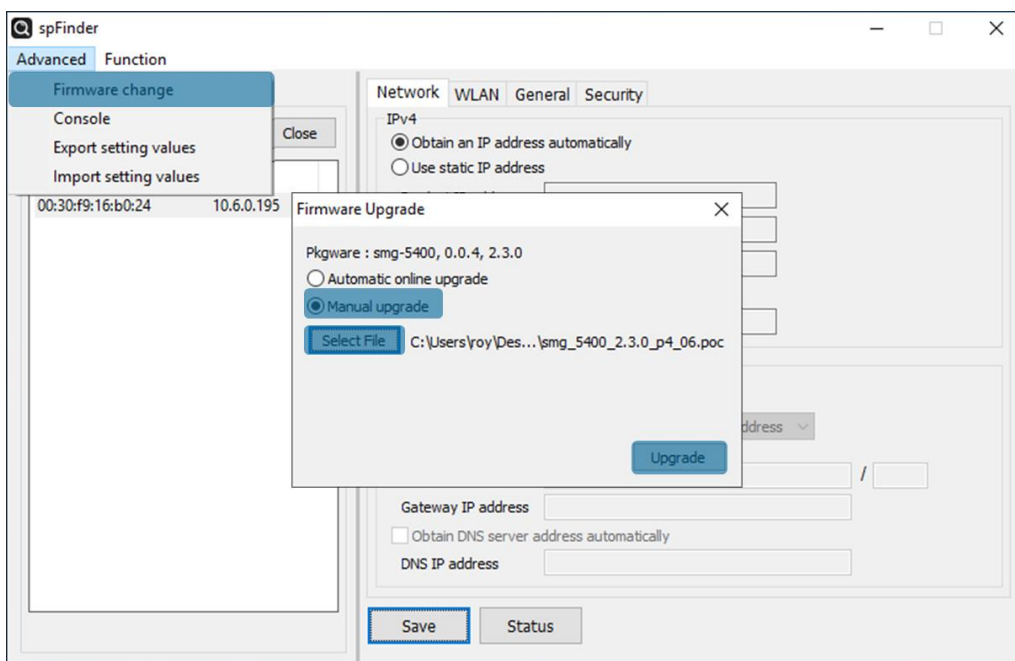 spFinder
Advanced Function
Firmware change
Console
Export setting values
Import setting values
Close
00:30:f9:16:b0:24 10.6.0.195
Network WLAN General Security
IPv4
Obtain an IP address automatically
Use static IP address
Firmware Upgrade
Pkgware : smg-5400, 0.0.4, 2.3.0
Automatic online upgrade
Manual upgrade
Select File C:\Users\roy\Des...\smg_5400_2.3.0_p4_06.poc
Upgrade
ddress
/
Gateway IP address
Obtain DNS server address automatically
DNS IP address
Save Status